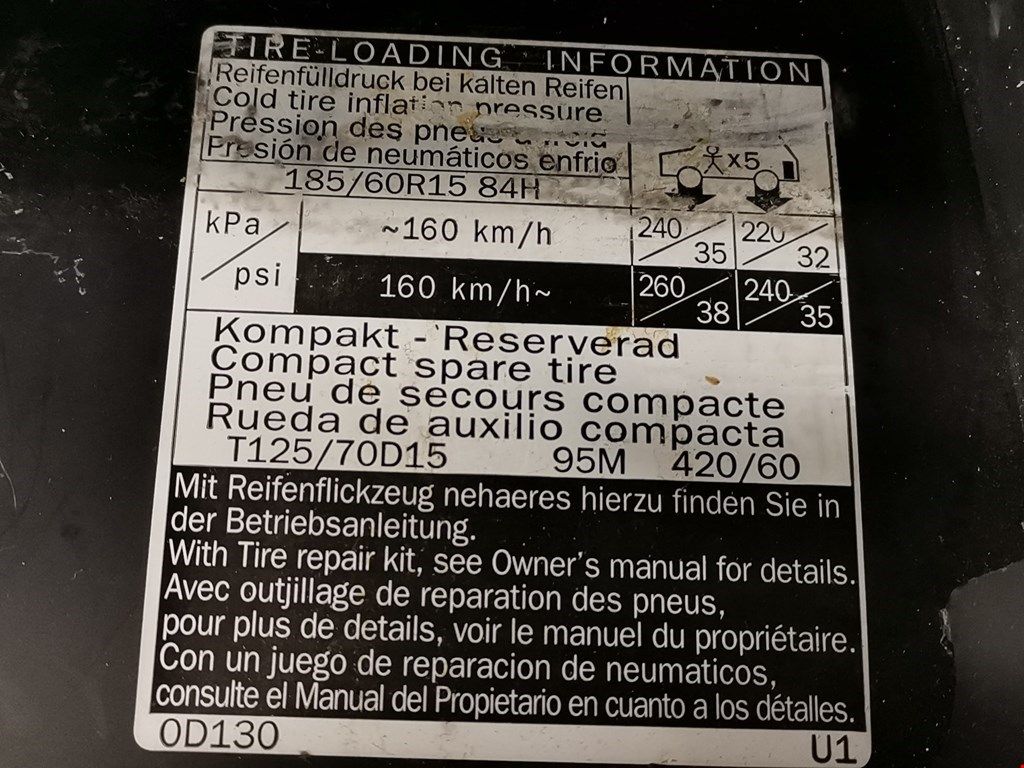 TIRE-LOADING INFORMATION
Reifenfülldruck bei kalten Reifen
Cold tire inflation pressure
Pression des pneus à froid
Presión de neumáticos enfrio
x5
185/60R15 84H
kPa/psi
~160 km/h 240/35 220/32
160 km/h~ 260/38 240/35
Kompakt - Reserverad
Compact spare tire
Pneu de secours compacte
Rueda de auxilio compacta
T125/70D15 95M 420/60
Mit Reifenflickzeug nehaeres hierzu finden Sie in
der Betriebsanleitung.
With Tire repair kit, see Owner's manual for details.
Avec outjillage de reparation des pneus,
pour plus de details, voir le manuel du propriétaire.
Con un juego de reparacion de neumaticos,
consulte el Manual del Propietario en cuanto a los détalles.
0D130 U1